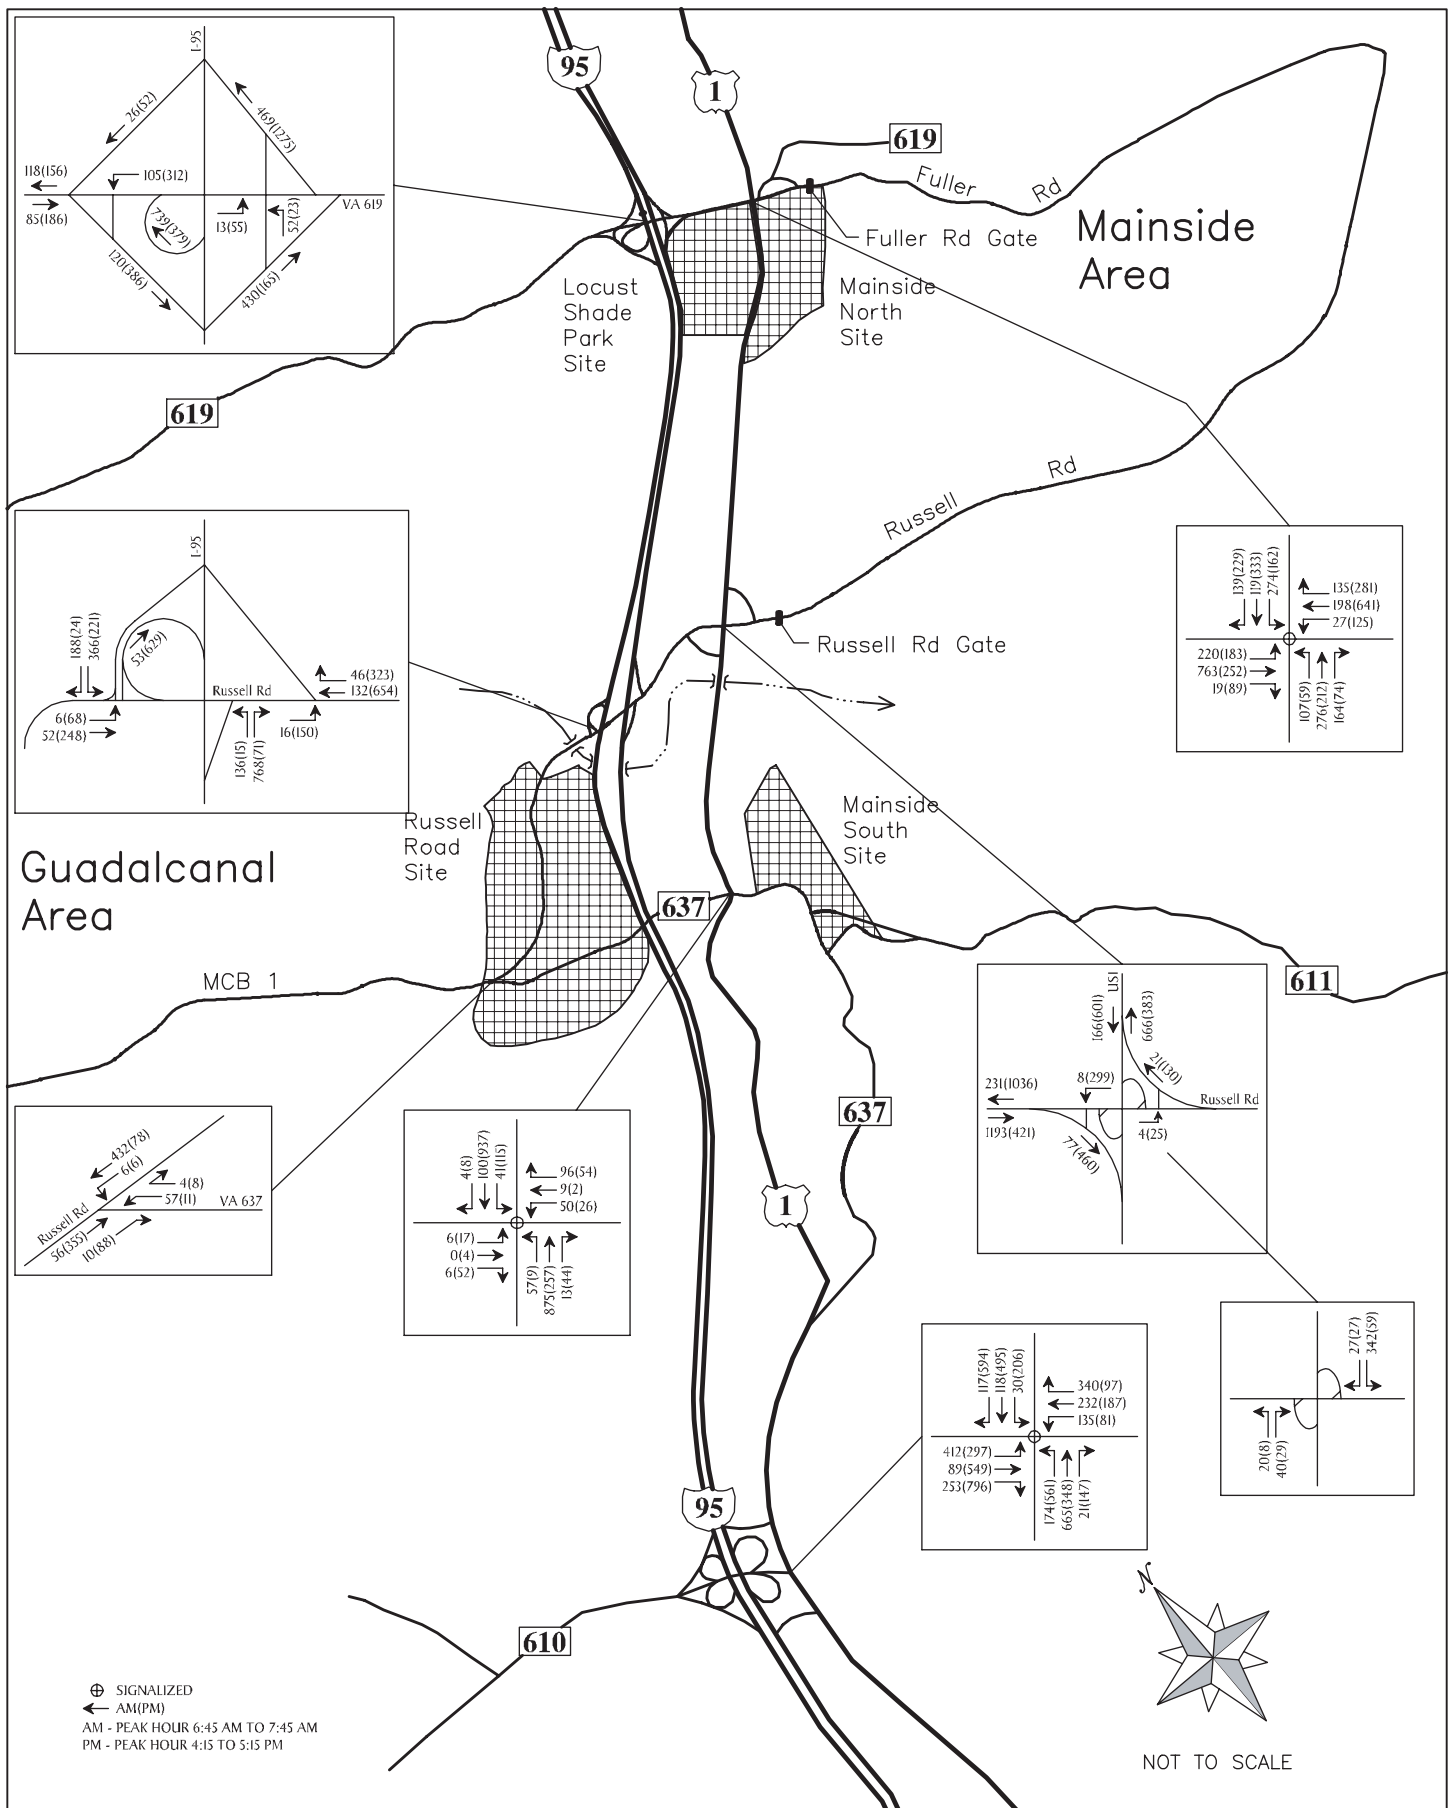 I-95
26(52)
469(1275)
118(156)
85(186)
105(312)
739(379)
13(55)
52(23)
VA 619
120(386)
430(165)
95
1
619
Fuller Rd
Fuller Rd Gate
Mainside
Area
Locust
Shade
Park
Site
Mainside
North
Site
619
Russell Rd
I-95
188(24)
366(221)
53(629)
Russell Rd
46(323)
132(654)
6(68)
52(248)
16(150)
136(15)
768(71)
Russell Rd Gate
139(229)
119(333)
274(162)
135(281)
198(641)
27(125)
220(183)
763(252)
19(89)
107(59)
276(212)
164(74)
Russell
Road
Site
Mainside
South
Site
Guadalcanal
Area
637
MCB 1
611
US1
166(601)
666(383)
231(1036)
1193(421)
8(299)
21(130)
Russell Rd
4(25)
77(460)
637
432(78)
6(6)
4(8)
57(11)
VA 637
Russell Rd
56(355)
10(88)
4(8)
100(937)
41(115)
96(54)
9(2)
50(26)
6(17)
0(4)
6(52)
57(9)
875(257)
13(44)
1
27(27)
342(59)
20(8)
40(29)
117(594)
118(495)
30(206)
340(97)
232(187)
135(81)
412(297)
89(549)
253(796)
174(561)
665(348)
21(147)
95
610
N
SIGNALIZED
AM(PM)
AM - PEAK HOUR 6:45 AM TO 7:45 AM
PM - PEAK HOUR 4:15 TO 5:15 PM
NOT TO SCALE